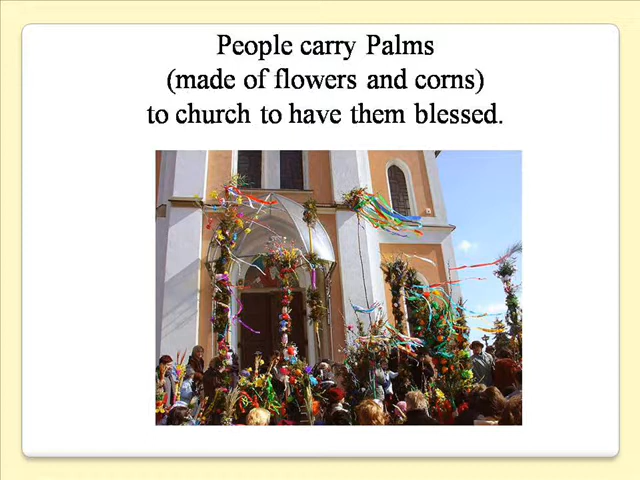 People carry Palms
(made of flowers and corns)
to church to have them blessed.